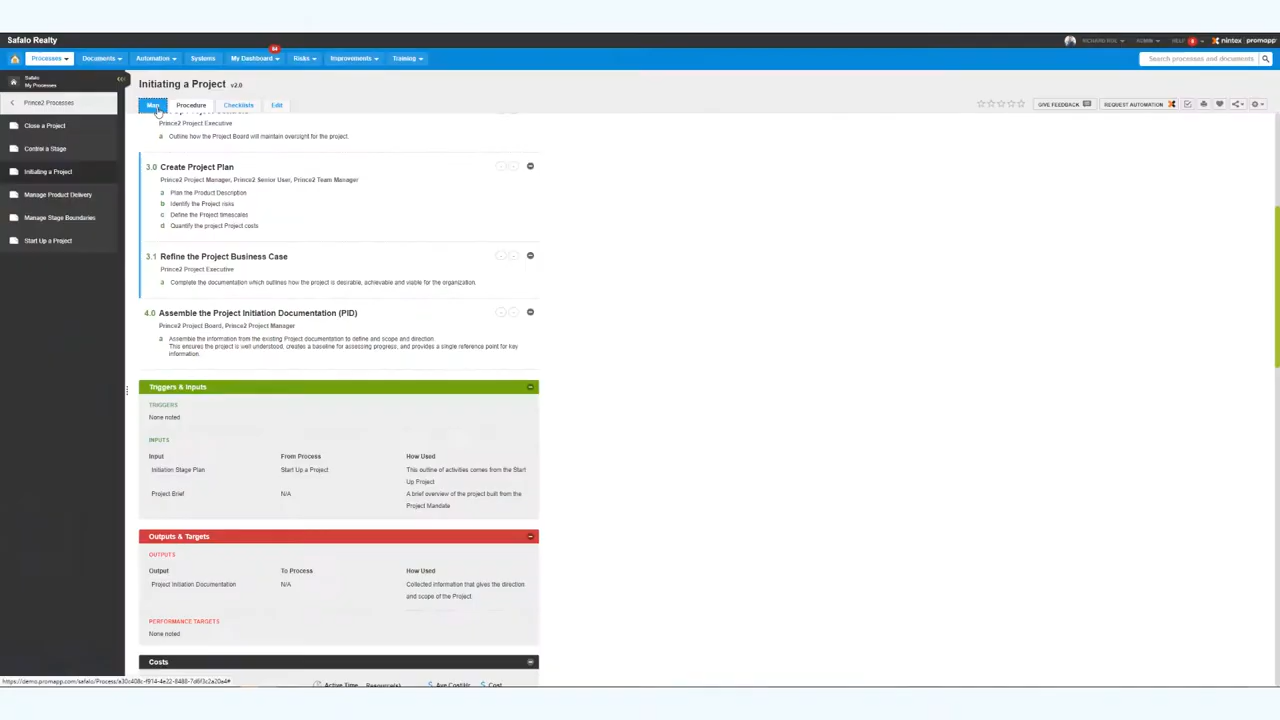 Safalo Realty
RICHARD ROE
ADMIN
HELP
8
nintex promapp
Processes
Documents
Automation
Systems
My Dashboard
84
Risks
Improvements
Training
Search processes and documents
Safalo
My Processes
Prince2 Processes
Close a Project
Control a Stage
Initiating a Project
Manage Product Delivery
Manage Stage Boundaries
Start Up a Project
Initiating a Project v2.0
Map
Procedure
Checklists
Edit
GIVE FEEDBACK
REQUEST AUTOMATION
Prince2 Project Executive
a Outline how the Project Board will maintain oversight for the project.
3.0 Create Project Plan
Prince2 Project Manager, Prince2 Senior User, Prince2 Team Manager
a Plan the Product Description
b Identify the Project risks
c Define the Project timescales
d Quantify the project Project costs
3.1 Refine the Project Business Case
Prince2 Project Executive
a Complete the documentation which outlines how the project is desirable, achievable and viable for the organization.
4.0 Assemble the Project Initiation Documentation (PID)
Prince2 Project Board, Prince2 Project Manager
a Assemble the information from the existing Project documentation to define and scope and direction
This ensures the project is well understood, creates a baseline for assessing progress, and provides a single reference point for key
information.
Triggers & Inputs
TRIGGERS
None noted
INPUTS
Input From Process How Used
Initiation Stage Plan Start Up a Project This outline of activities comes from the Start
Up Project
Project Brief N/A A brief overview of the project built from the
Project Mandate
Outputs & Targets
OUTPUTS
Output To Process How Used
Project Initiation Documentation N/A Collected information that gives the direction
and scope of the Project
PERFORMANCE TARGETS
None noted
Costs
Active Time Resource(s) Ave Cost/Hr Cost